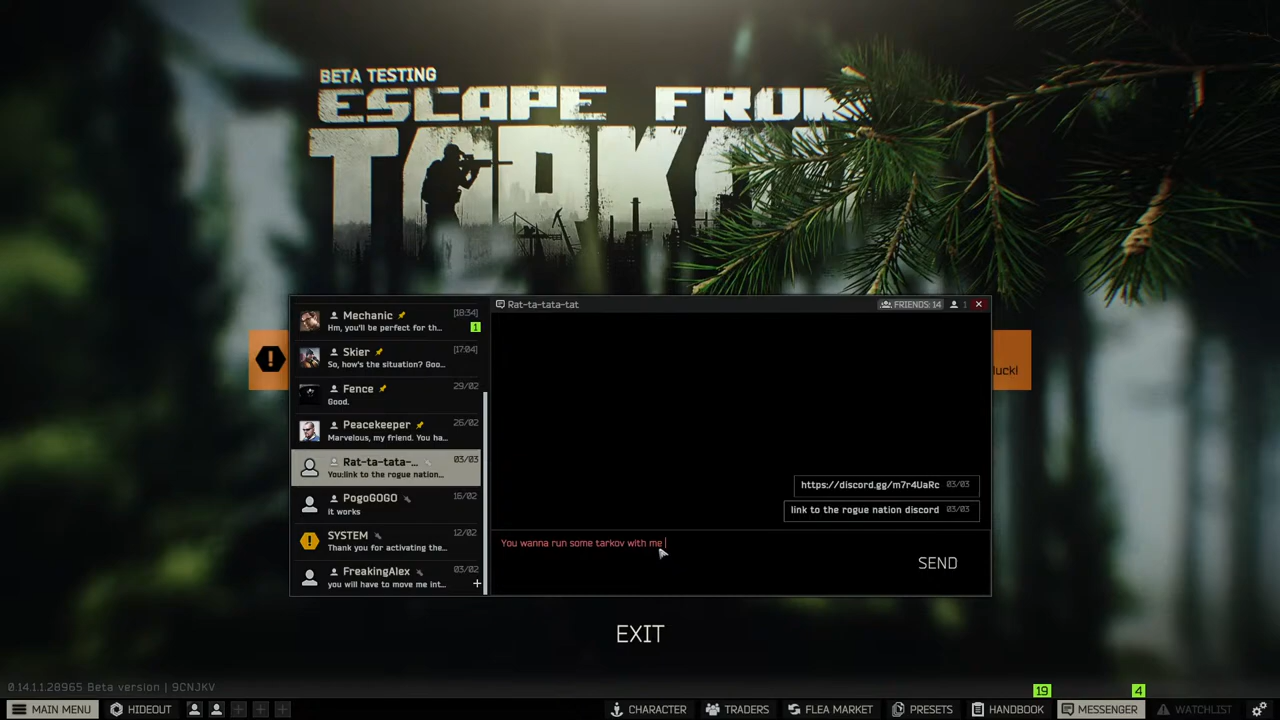 BETA TESTING
ESCAPE FROM
TARKOV
Mechanic [18:34]
Hm, you'll be perfect for th... 1
Skier [17:04]
So, how's the situation? Goo...
Fence 29/02
Good.
Peacekeeper 25/02
Marvelous, my friend. You ha...
Rat-ta-tata-... 03/03
You:link to the rogue nation...
PogoGOGO 16/02
it works
SYSTEM 12/02
Thank you for activating the...
FreakingAlex 03/02
you will have to move me int... +
Rat-ta-tata-tat FRIENDS: 14 1
https://discord.gg/m7r4UaRc 03/03
link to the rogue nation discord 03/03
You wanna run some tarkov with me
SEND
luck!
EXIT
0.14.1.1.28965 Beta version | 9CNJKV
19 4
MAIN MENU HIDEOUT CHARACTER TRADERS FLEA MARKET PRESETS HANDBOOK MESSENGER WATCHLIST